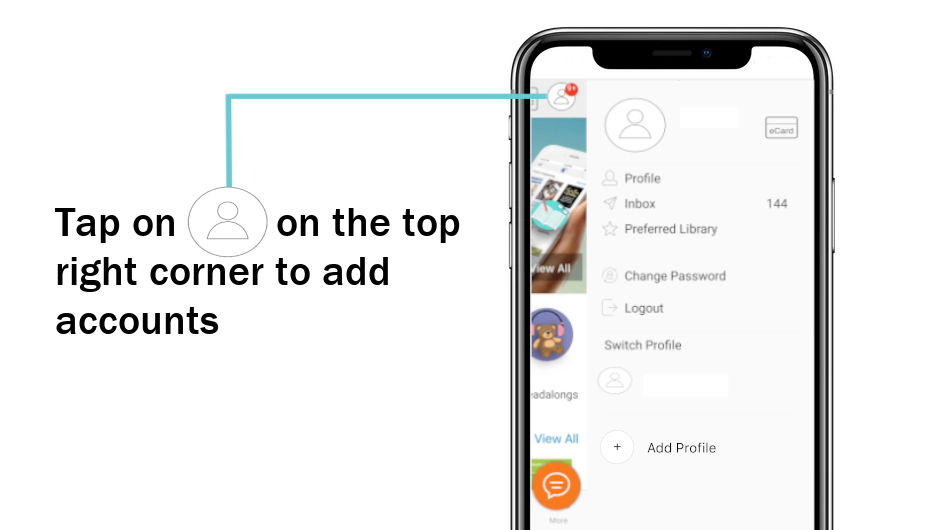 Tap on on the top
right corner to add
accounts
9+
eCard
Profile
Inbox 144
Preferred Library
View All
Change Password
Logout
Switch Profile
eadalongs
View All
+ Add Profile
More